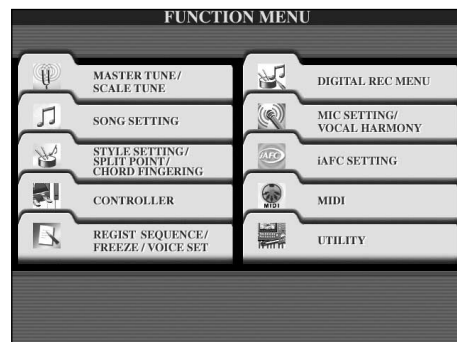 FUNCTION MENU
MASTER TUNE/
SCALE TUNE
SONG SETTING
STYLE SETTING/
SPLIT POINT/
CHORD FINGERING
CONTROLLER
REGIST SEQUENCE/
FREEZE / VOICE SET
DIGITAL REC MENU
MIC SETTING/
VOCAL HARMONY
iAFC
iAFC SETTING
MIDI
MIDI
UTILITY